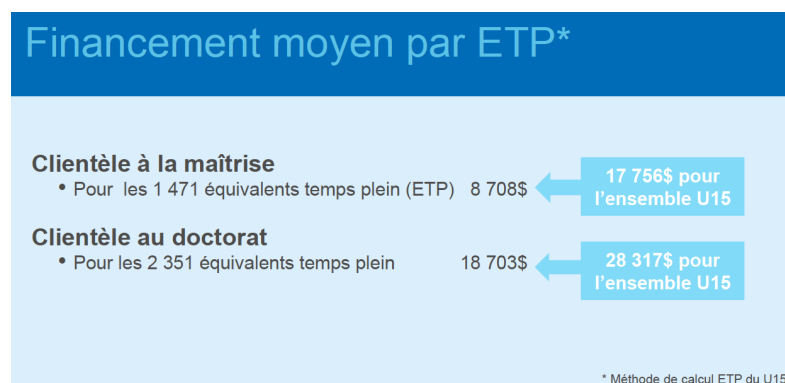 Financement moyen par ETP*
Clientèle à la maîtrise
• Pour les 1 471 équivalents temps plein (ETP) 8 708$
17 756$ pour
l'ensemble U15
Clientèle au doctorat
• Pour les 2 351 équivalents temps plein 18 703$
28 317$ pour
l'ensemble U15
* Méthode de calcul ETP du U15